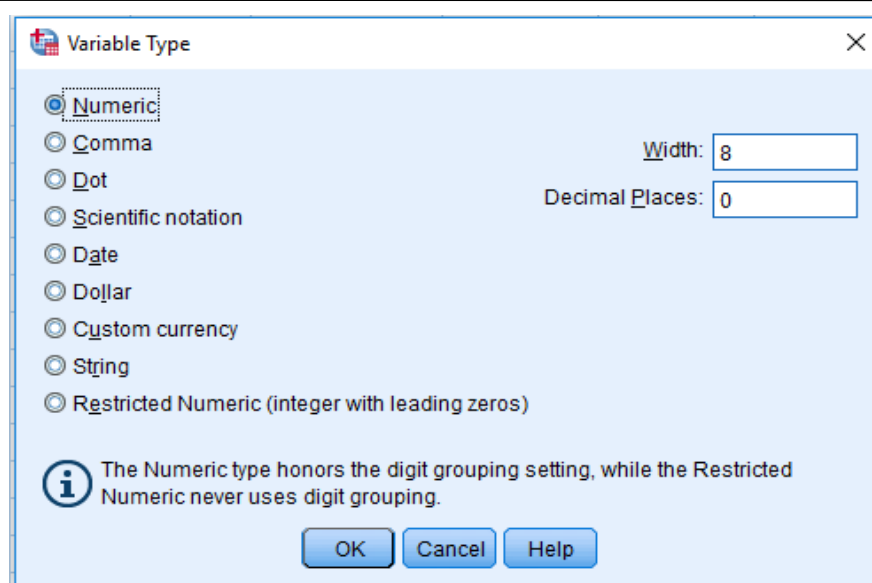 Variable Type
Numeric
Comma
Width: 8
Dot
Decimal Places: 0
Scientific notation
Date
Dollar
Custom currency
String
Restricted Numeric (integer with leading zeros)
The Numeric type honors the digit grouping setting, while the Restricted
Numeric never uses digit grouping.
OK Cancel Help